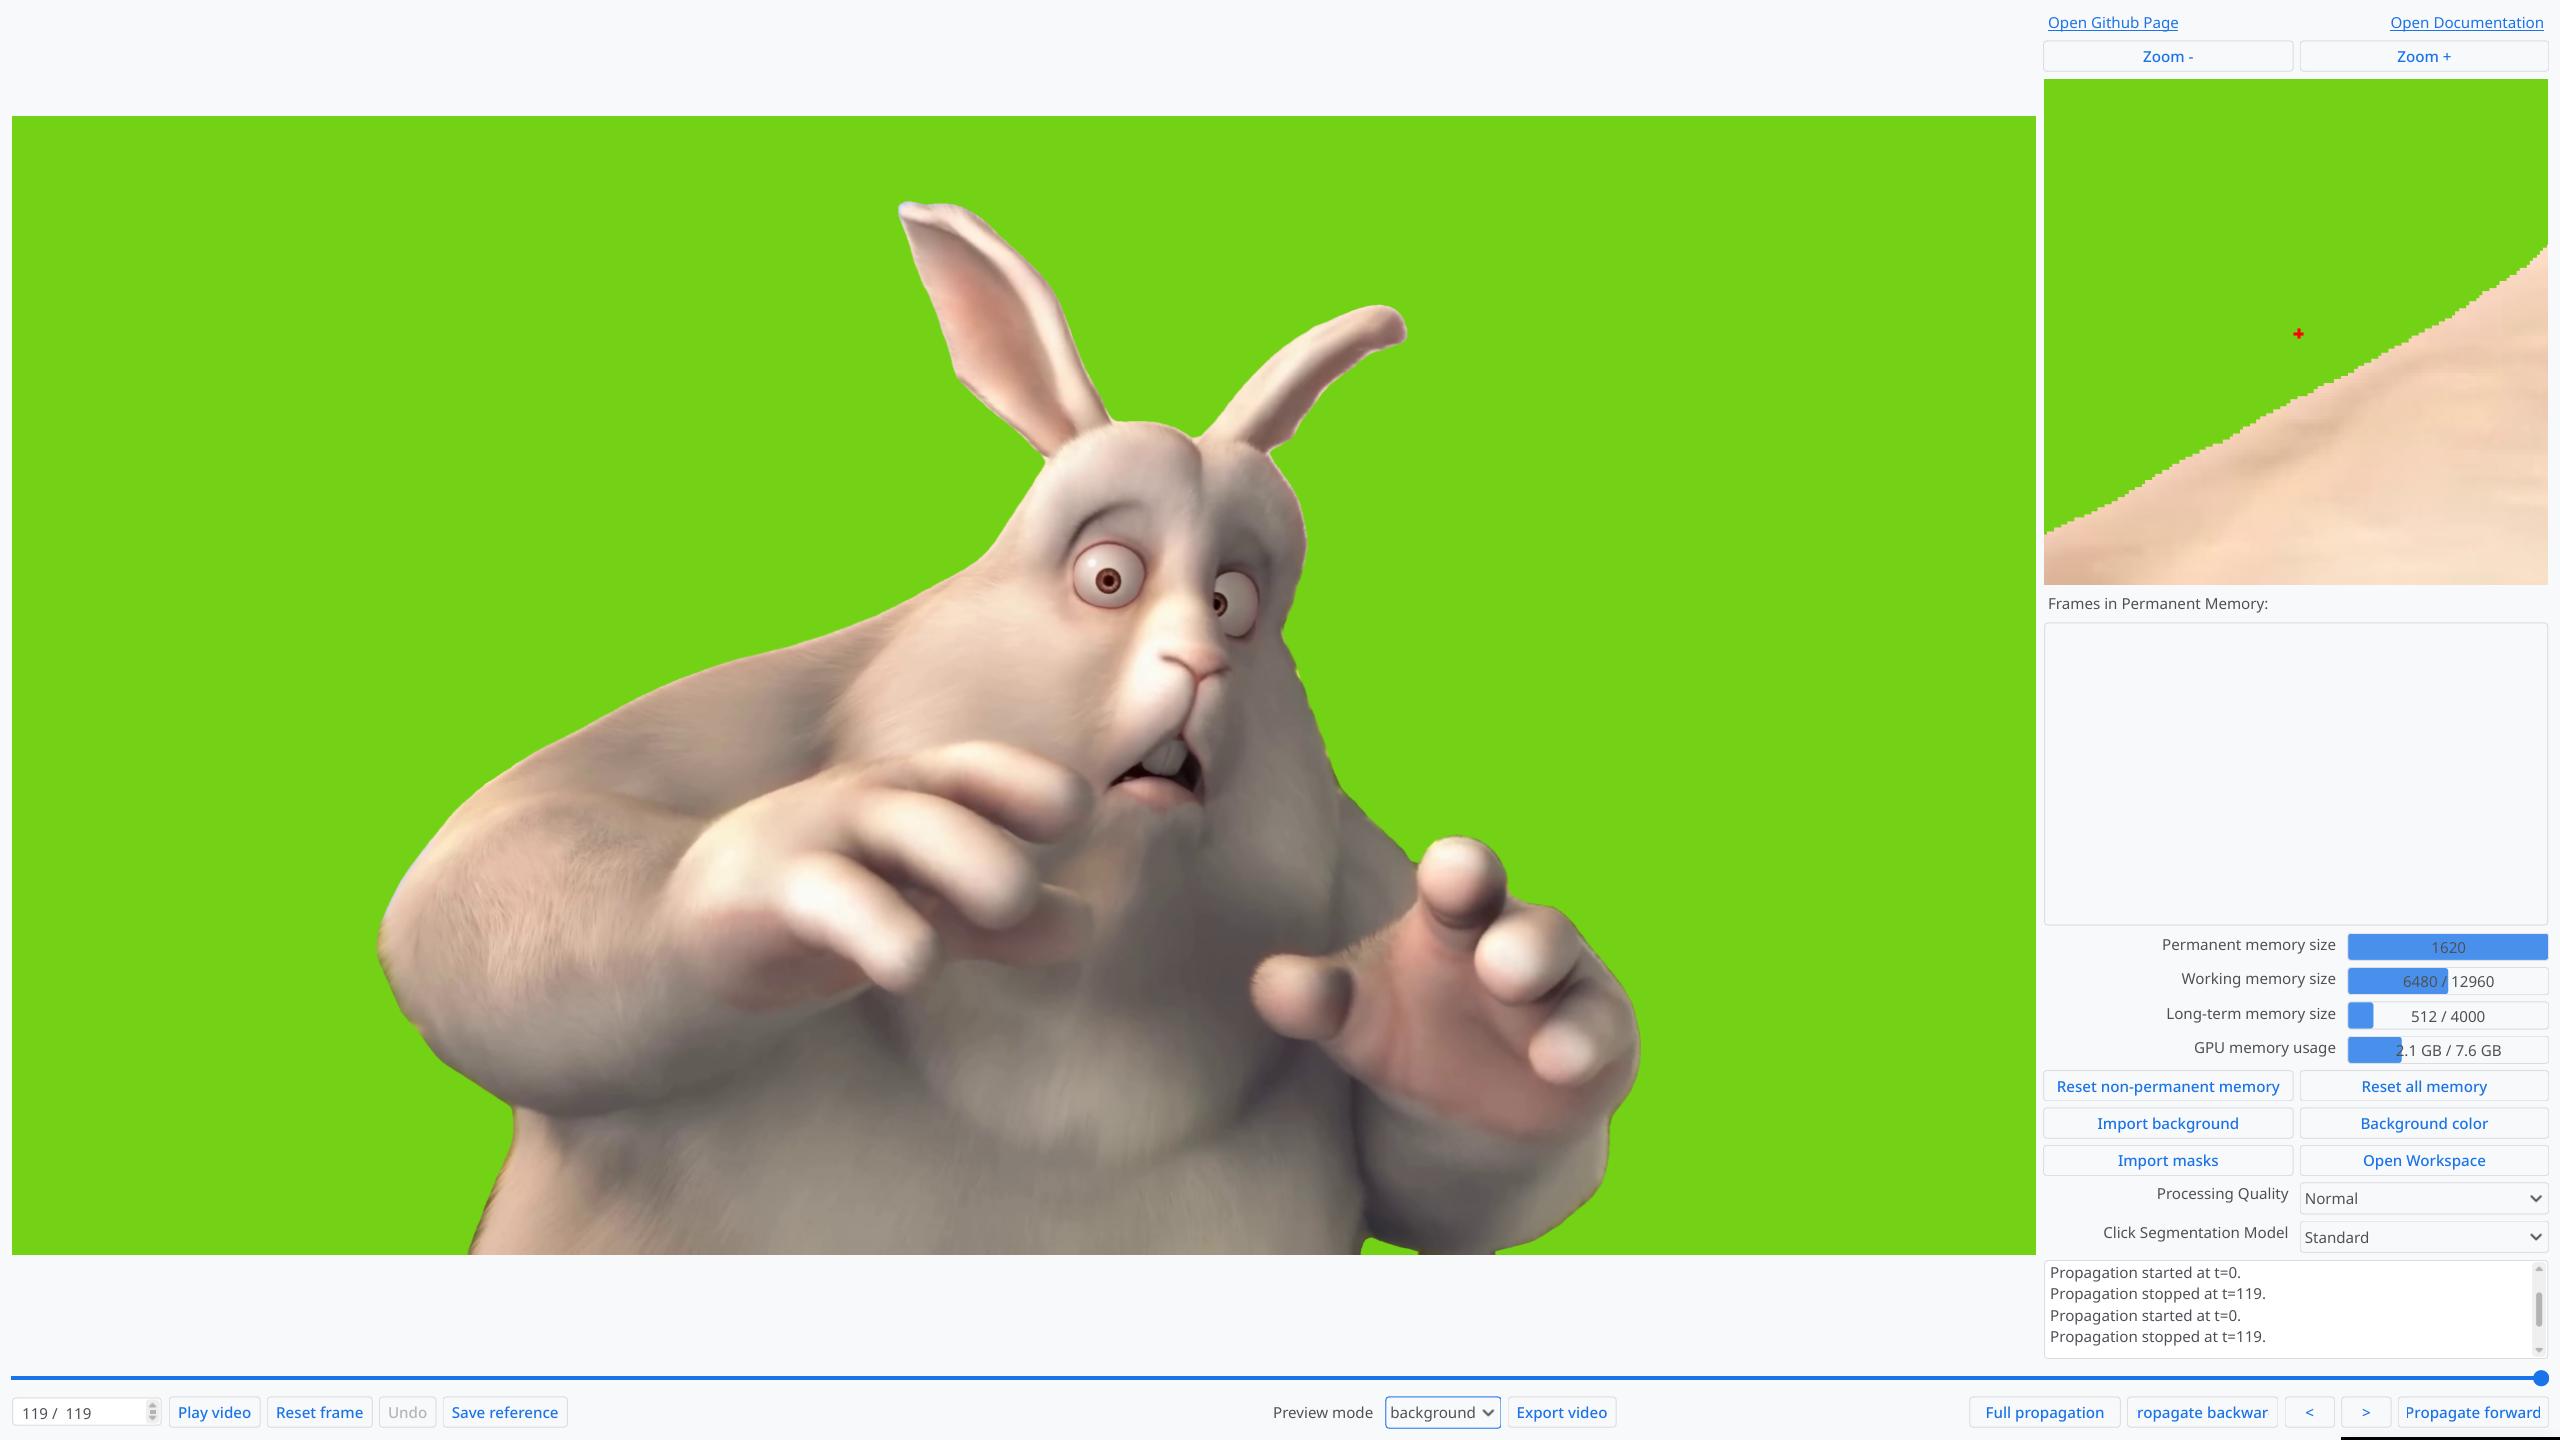 Open Github Page
Open Documentation
Zoom -
Zoom +
Frames in Permanent Memory:
Permanent memory size
1620
Working memory size
6480 / 12960
Long-term memory size
512 / 4000
GPU memory usage
2.1 GB / 7.6 GB
Reset non-permanent memory
Reset all memory
Import background
Background color
Import masks
Open Workspace
Processing Quality
Normal
Click Segmentation Model
Standard
Propagation started at t=0.
Propagation stopped at t=119.
Propagation started at t=0.
Propagation stopped at t=119.
119 / 119
Play video
Reset frame
Undo
Save reference
Preview mode
background
Export video
Full propagation
ropagate backwar
<
>
Propagate forward